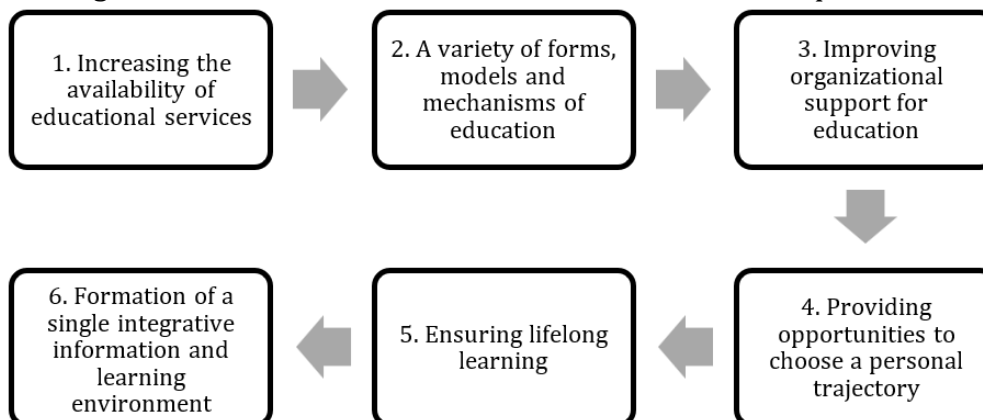 1. Increasing the
availability of
educational services
2. A variety of forms,
models and
mechanisms of
education
3. Improving
organizational
support for
education
4. Providing
opportunities to
choose a personal
trajectory
5. Ensuring lifelong
learning
6. Formation of a
single integrative
information and
learning
environment